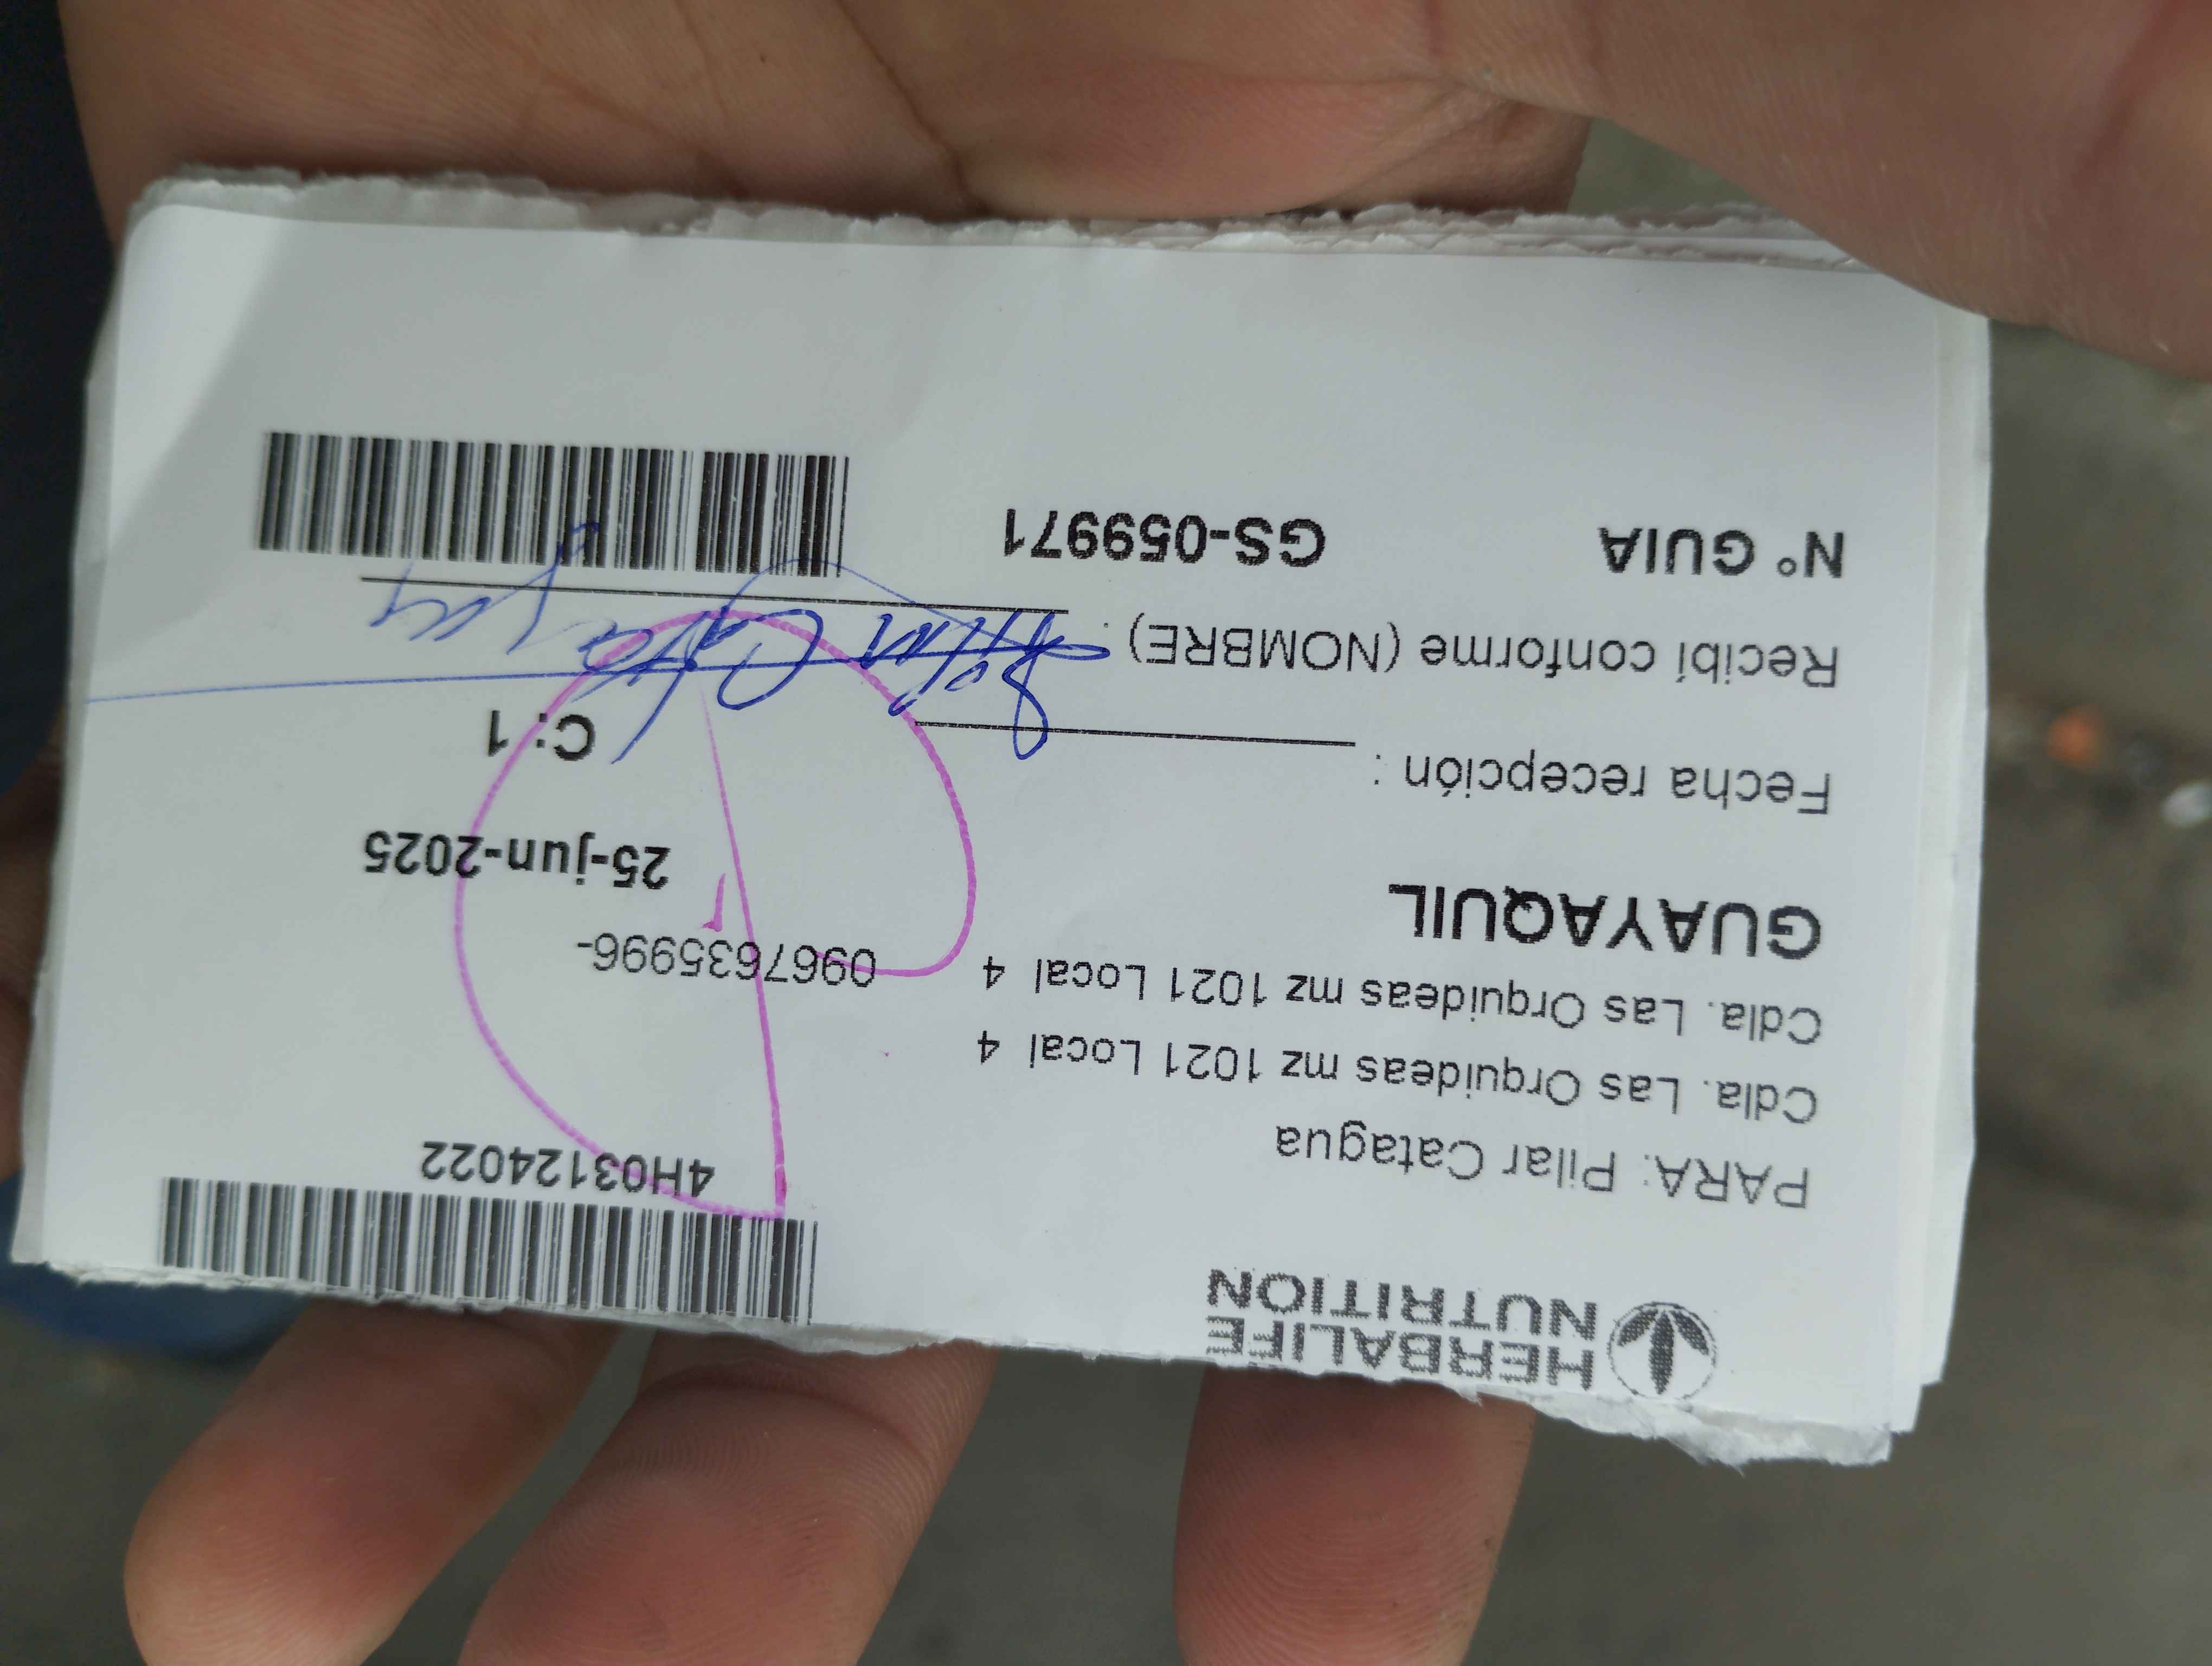 HERBALIFE
NUTRITION
4H03124022
PARA: Pilar Catagua
Cdla. Las Orquideas mz 1021 Local 4
Cdla. Las Orquideas mz 1021 Local 4
0967635996-
GUAYAQUIL
25-jun-2025
Fecha recepción :
C: 1
Recibí conforme (NOMBRE) :
N° GUIA GS-059971